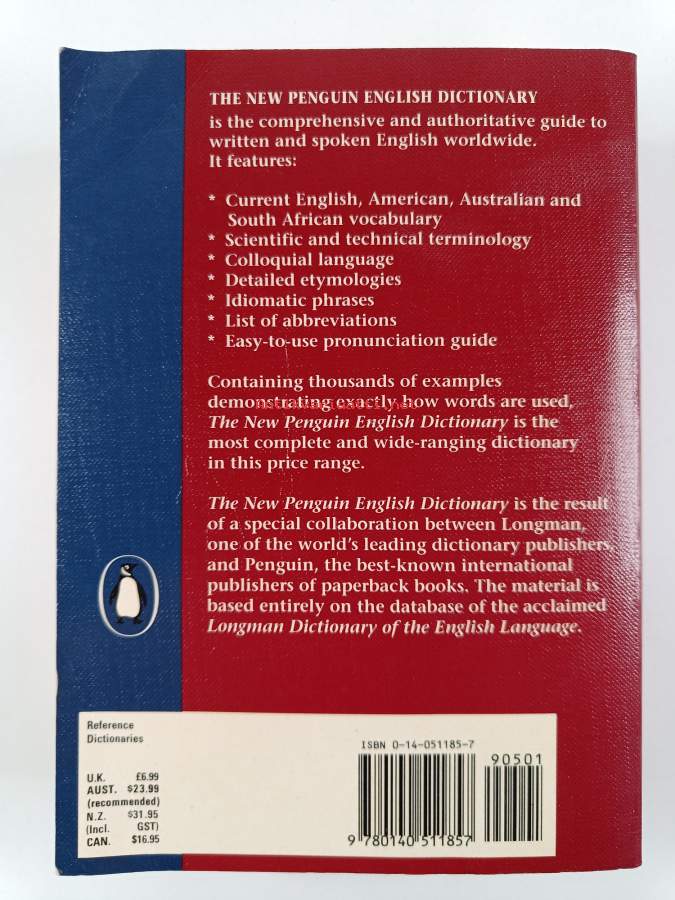 THE NEW PENGUIN ENGLISH DICTIONARY
is the comprehensive and authoritative guide to
written and spoken English worldwide.
It features:
* Current English, American, Australian and
South African vocabulary
* Scientific and technical terminology
* Colloquial language
* Detailed etymologies
* Idiomatic phrases
* List of abbreviations
* Easy-to-use pronunciation guide
Containing thousands of examples
demonstrating exactly how words are used,
The New Penguin English Dictionary is the
most complete and wide-ranging dictionary
in this price range.
The New Penguin English Dictionary is the result
of a special collaboration between Longman,
one of the world's leading dictionary publishers,
and Penguin, the best-known international
publishers of paperback books. The material is
based entirely on the database of the acclaimed
Longman Dictionary of the English Language.
Reference
Dictionaries
U.K. £6.99
AUST. $23.99
(recommended)
N.Z. $31.95
(Incl. GST)
CAN. $16.95
ISBN 0-14-051185-7
90501
9 780140 511857